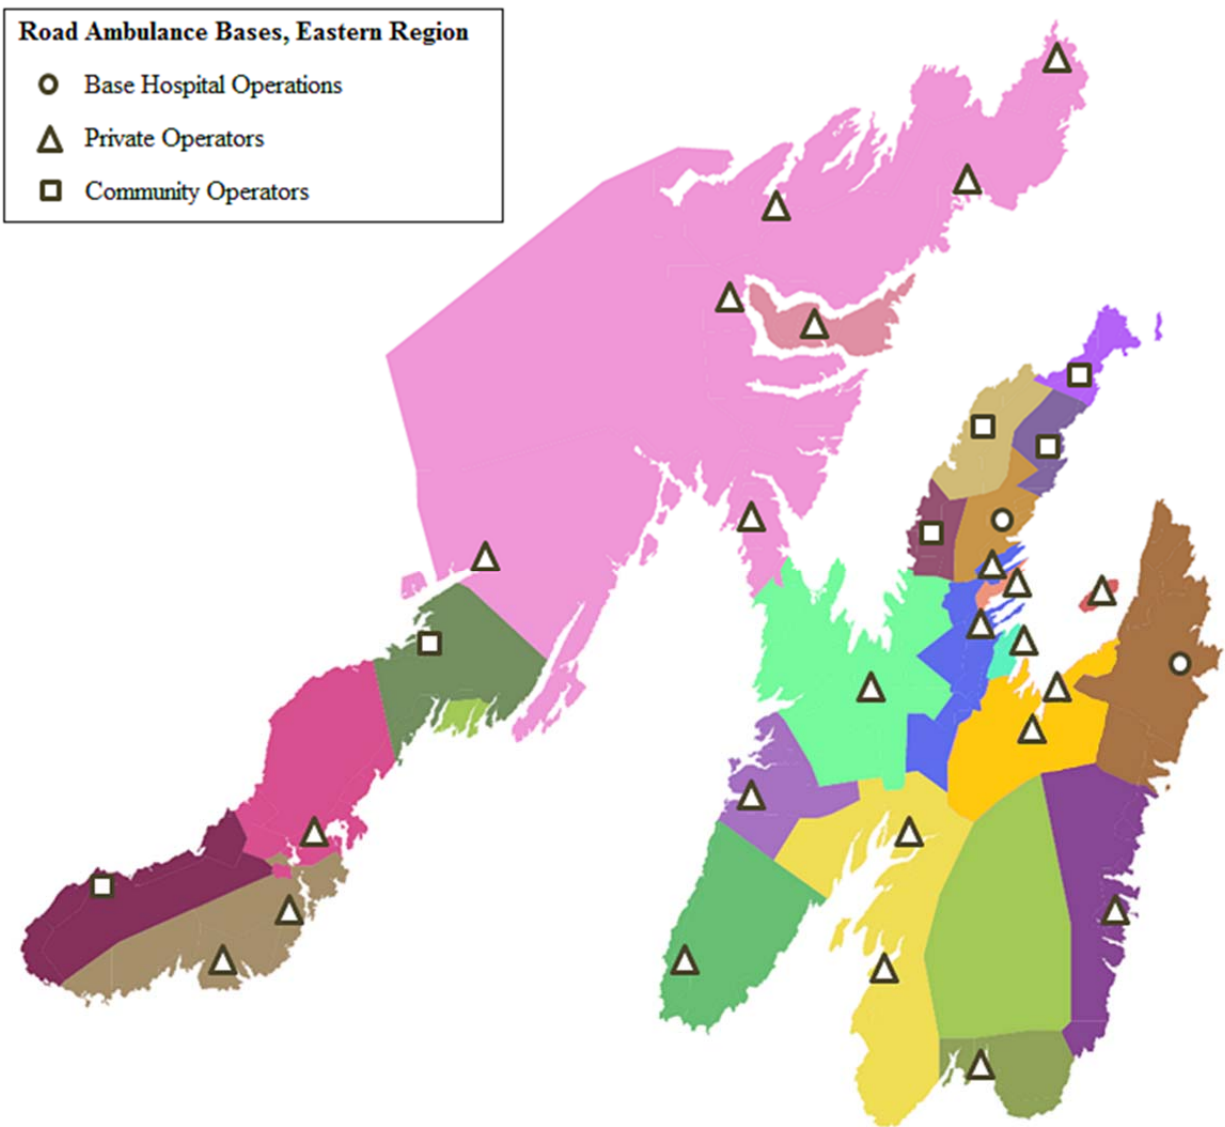 Road Ambulance Bases, Eastern Region
Base Hospital Operations
Private Operators
Community Operators